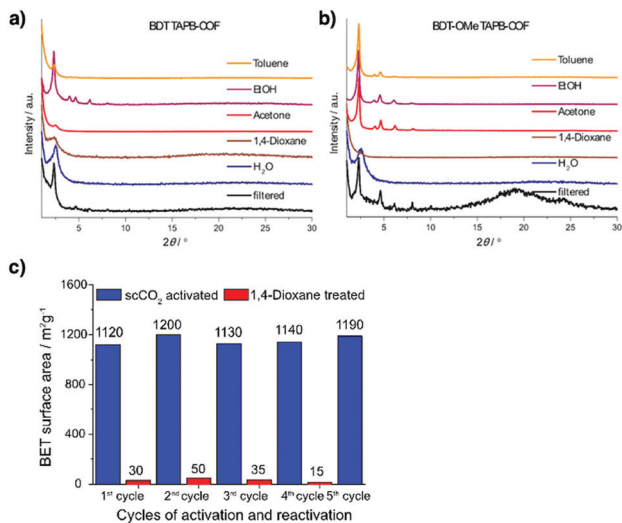 a)
BDT TAPB-COF
Toluene
EtOH
Acetone
1,4-Dioxane
H₂O
filtered
Intensity / a.u.
5 10 15 20 25 30
2θ / °
b)
BDT-OMe TAPB-COF
Toluene
EtOH
Acetone
1,4-Dioxane
H₂O
filtered
Intensity / a.u.
5 10 15 20 25 30
2θ / °
c)
scCO₂ activated 1,4-Dioxane treated
BET surface area / m²g⁻¹
1600
1200
800
400
0
1120 1200 1130 1140 1190
30 50 35 15
1ˢᵗ cycle 2ⁿᵈ cycle 3ʳᵈ cycle 4ᵗʰ cycle 5ᵗʰ cycle
Cycles of activation and reactivation